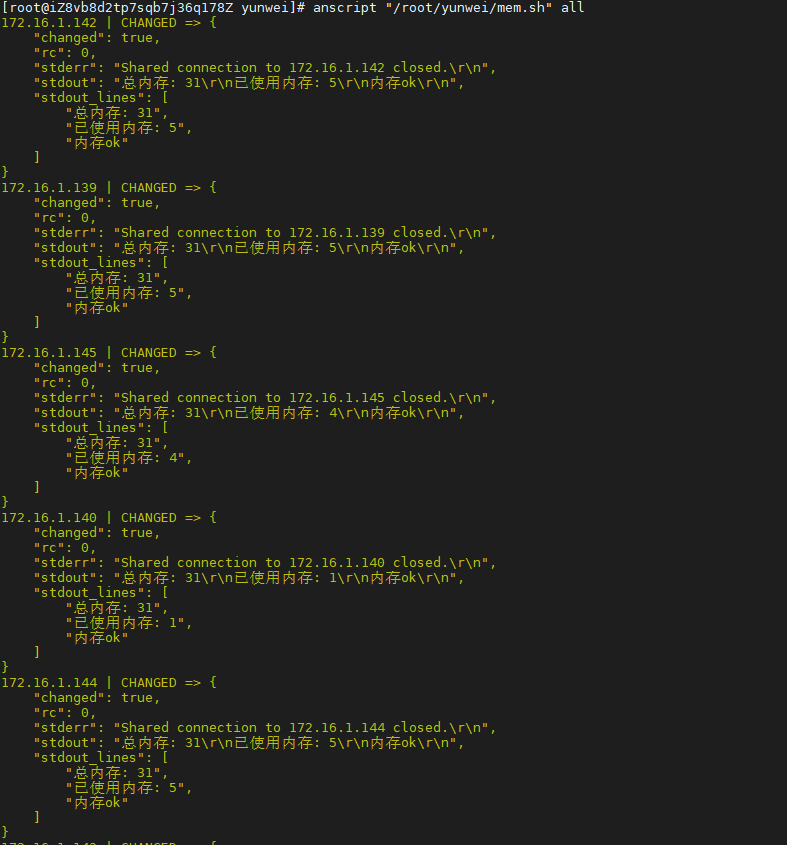 [root@iZ8vb8d2tp7sqb7j36q178Z yunwei]# anscript "/root/yunwei/mem.sh" all
172.16.1.142 | CHANGED => {
    "changed": true,
    "rc": 0,
    "stderr": "Shared connection to 172.16.1.142 closed.\r\n",
    "stdout": "总内存: 31\r\n已使用内存: 5\r\n内存ok\r\n",
    "stdout_lines": [
        "总内存: 31",
        "已使用内存: 5",
        "内存ok"
    ]
}
172.16.1.139 | CHANGED => {
    "changed": true,
    "rc": 0,
    "stderr": "Shared connection to 172.16.1.139 closed.\r\n",
    "stdout": "总内存: 31\r\n已使用内存: 5\r\n内存ok\r\n",
    "stdout_lines": [
        "总内存: 31",
        "已使用内存: 5",
        "内存ok"
    ]
}
172.16.1.145 | CHANGED => {
    "changed": true,
    "rc": 0,
    "stderr": "Shared connection to 172.16.1.145 closed.\r\n",
    "stdout": "总内存: 31\r\n已使用内存: 4\r\n内存ok\r\n",
    "stdout_lines": [
        "总内存: 31",
        "已使用内存: 4",
        "内存ok"
    ]
}
172.16.1.140 | CHANGED => {
    "changed": true,
    "rc": 0,
    "stderr": "Shared connection to 172.16.1.140 closed.\r\n",
    "stdout": "总内存: 31\r\n已使用内存: 1\r\n内存ok\r\n",
    "stdout_lines": [
        "总内存: 31",
        "已使用内存: 1",
        "内存ok"
    ]
}
172.16.1.144 | CHANGED => {
    "changed": true,
    "rc": 0,
    "stderr": "Shared connection to 172.16.1.144 closed.\r\n",
    "stdout": "总内存: 31\r\n已使用内存: 5\r\n内存ok\r\n",
    "stdout_lines": [
        "总内存: 31",
        "已使用内存: 5",
        "内存ok"
    ]
}